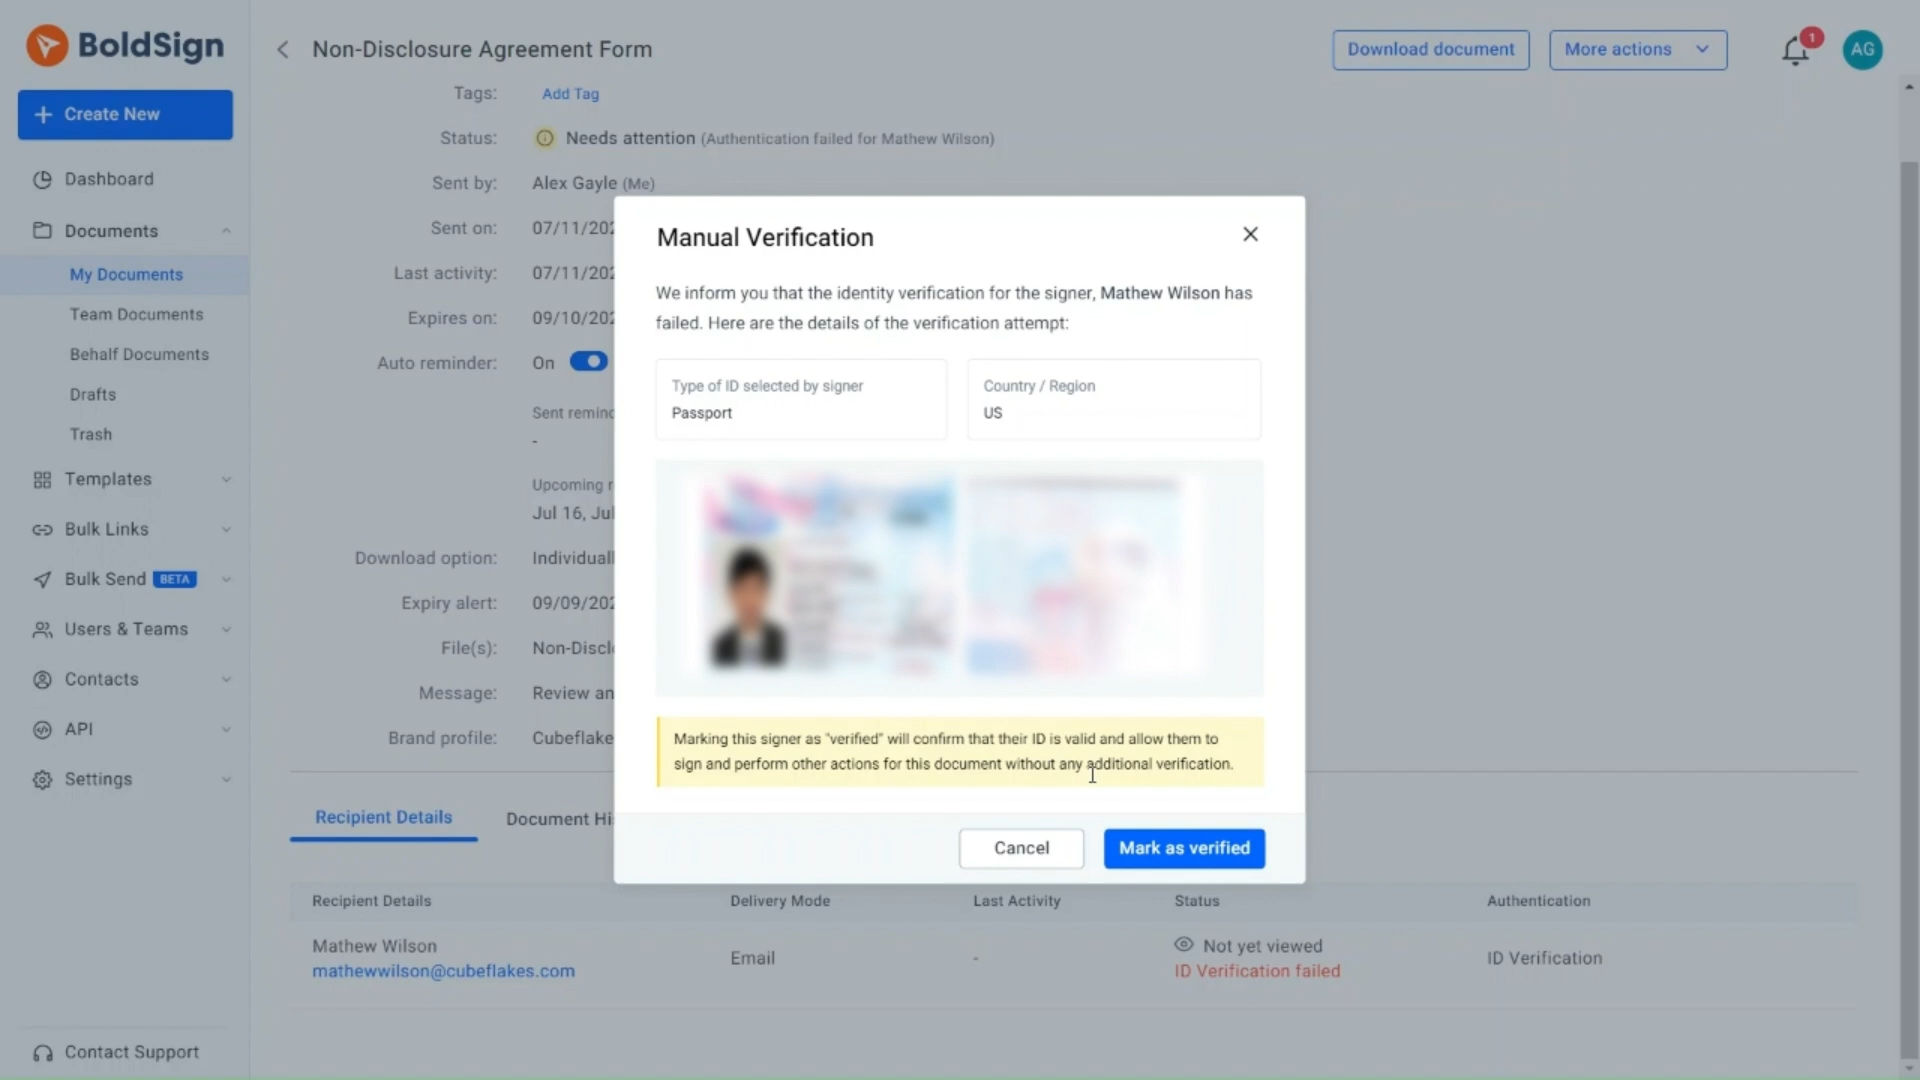 BoldSign
Non-Disclosure Agreement Form
Download document
More actions
1
AG
Create New
Dashboard
Documents
My Documents
Team Documents
Behalf Documents
Drafts
Trash
Templates
Bulk Links
Bulk Send BETA
Users & Teams
Contacts
API
Settings
Contact Support
Tags: Add Tag
Status: Needs attention (Authentication failed for Mathew Wilson)
Sent by: Alex Gayle (Me)
Sent on: 07/11/202
Last activity: 07/11/202
Expires on: 09/10/202
Auto reminder: On
Sent remind
-
Upcoming r
Jul 16, Jul
Download option: Individuall
Expiry alert: 09/09/202
File(s): Non-Discl
Message: Review an
Brand profile: Cubeflake
Manual Verification
We inform you that the identity verification for the signer, Mathew Wilson has
failed. Here are the details of the verification attempt:
Type of ID selected by signer
Passport
Country / Region
US
Marking this signer as "verified" will confirm that their ID is valid and allow them to
sign and perform other actions for this document without any additional verification.
Cancel
Mark as verified
Recipient Details
Document Hi
Recipient Details Delivery Mode Last Activity Status Authentication
Mathew Wilson
mathewwilson@cubeflakes.com
Email
-
Not yet viewed
ID Verification failed
ID Verification